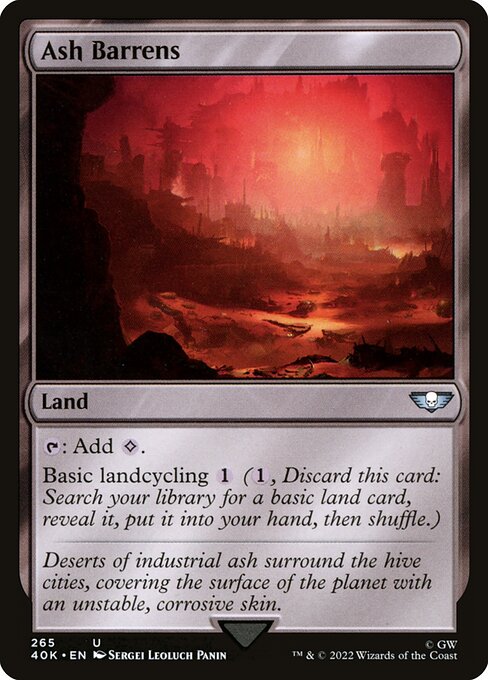 Ash Barrens
Land
: Add .
Basic landcycling 1 (1, Discard this card:
Search your library for a basic land card,
reveal it, put it into your hand, then shuffle.)
Deserts of industrial ash surround the hive
cities, covering the surface of the planet with
an unstable, corrosive skin.
265 U © GW
40K • EN Sergei Leoluch Panin ™ & © 2022 Wizards of the Coast